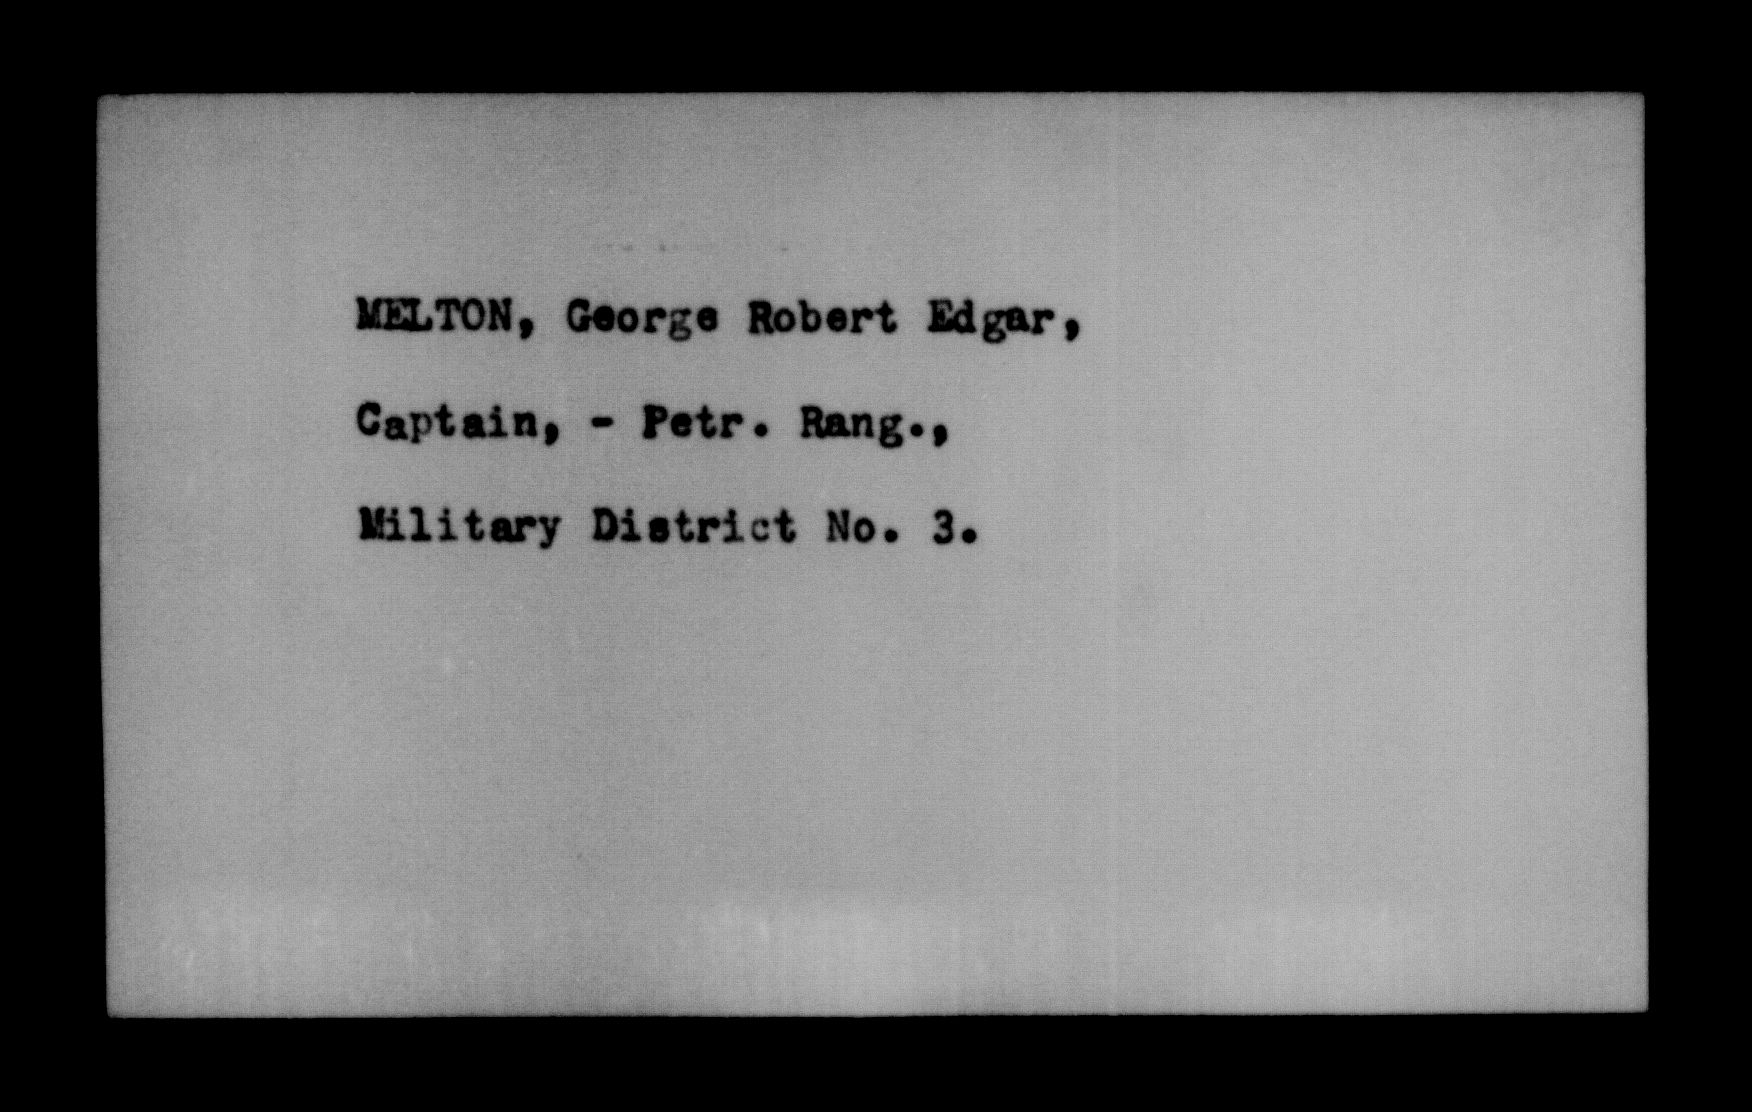 MELTON, George Robert Edgar,
Captain, - Petr. Rang.,
Military District No. 3.